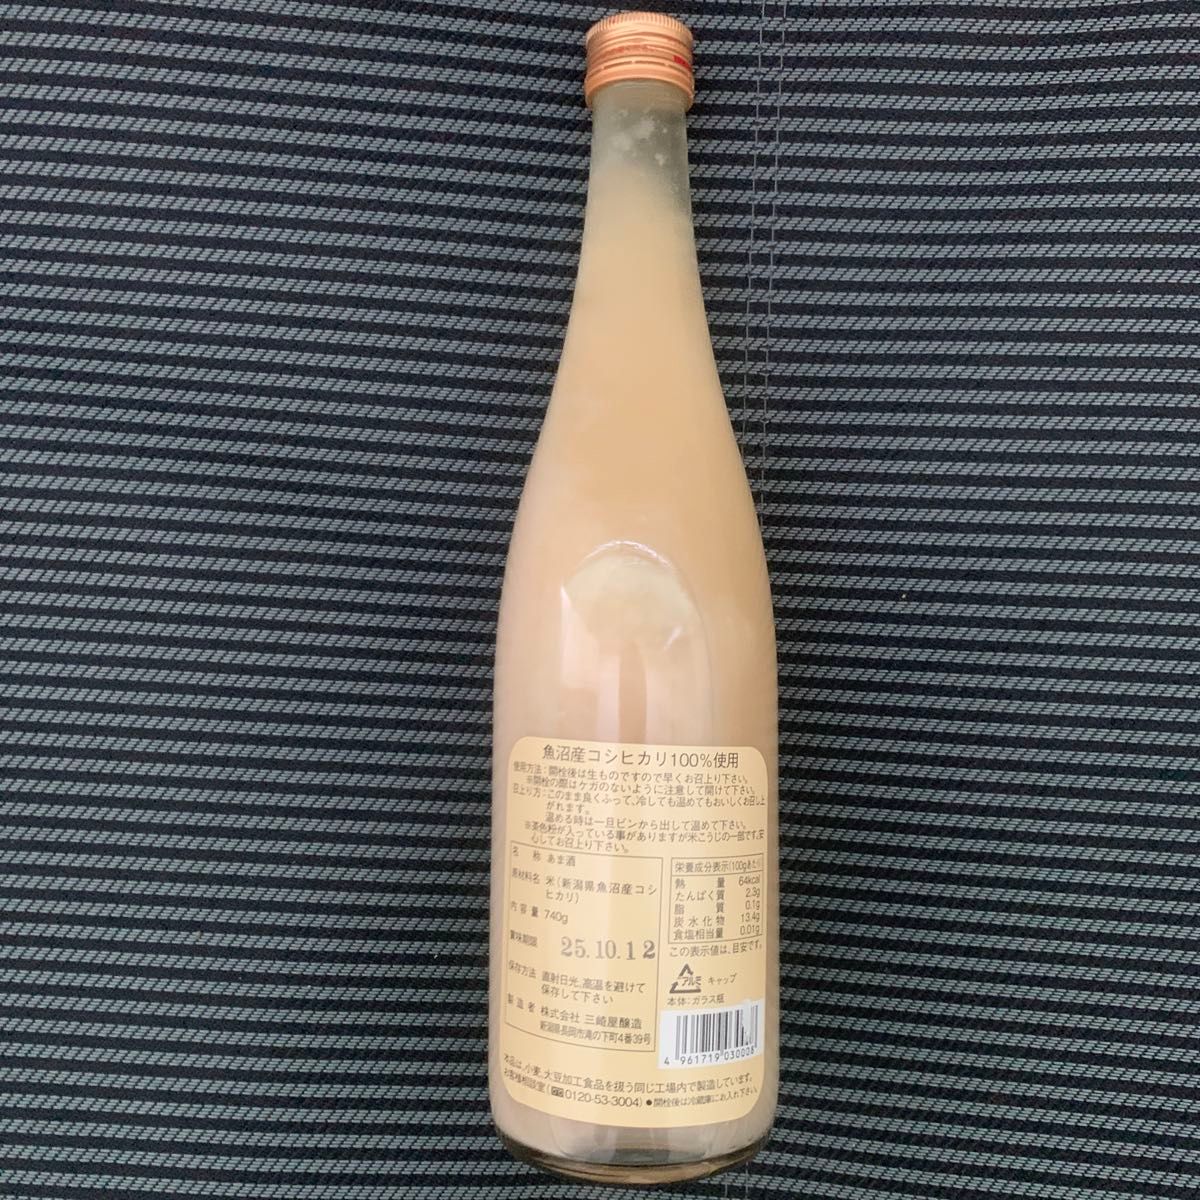 魚沼産コシヒカリ100%使用
使用方法：開栓後は生ものですので早くお召上り下さい。
※開栓の際はケガのないように注意して開けて下さい。
召上り方：このまま良くふって、冷しても温めてもおいしくお召し上
がれます。
温める時は一旦ビンから出して温めて下さい。
※茶色粉が入っている事がありますが米こうじの一部です。安
心してお召上り下さい。
名称 あま酒
原材料名 米（新潟県魚沼産コシ
ヒカリ）
内容量 740g
賞味期限 25.10.12
保存方法 直射日光、高温を避けて
保存して下さい
製造者 株式会社 三崎屋醸造
新潟県長岡市滝の下町4番39号
栄養成分表示(100gあたり)
熱量 64kcal
たんぱく質 2.3g
脂質 0.1g
炭水化物 13.4g
食塩相当量 0.01g
この表示値は、目安です。
アルミ キャップ
本体：ガラス瓶
4 961719 030008
本品は、小麦、大豆加工食品を扱う同じ工場内で製造しています。
お客様相談室(0120-53-3004) ●開栓後は冷蔵庫にお入れ下さい。